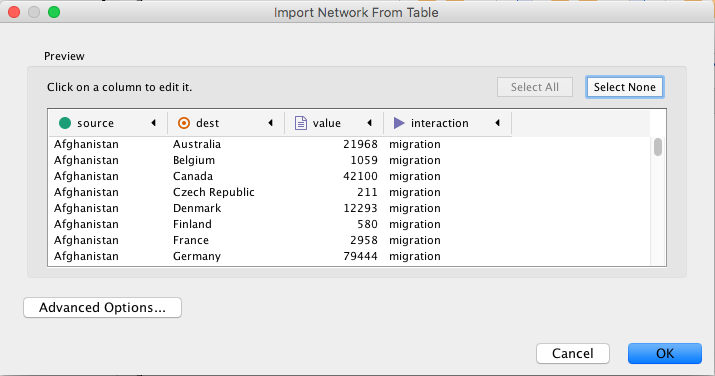 Import Network From Table
Preview
Click on a column to edit it. Select All Select None
source dest value interaction
Afghanistan Australia 21968 migration
Afghanistan Belgium 1059 migration
Afghanistan Canada 42100 migration
Afghanistan Czech Republic 211 migration
Afghanistan Denmark 12293 migration
Afghanistan Finland 580 migration
Afghanistan France 2958 migration
Afghanistan Germany 79444 migration
Advanced Options...
Cancel OK